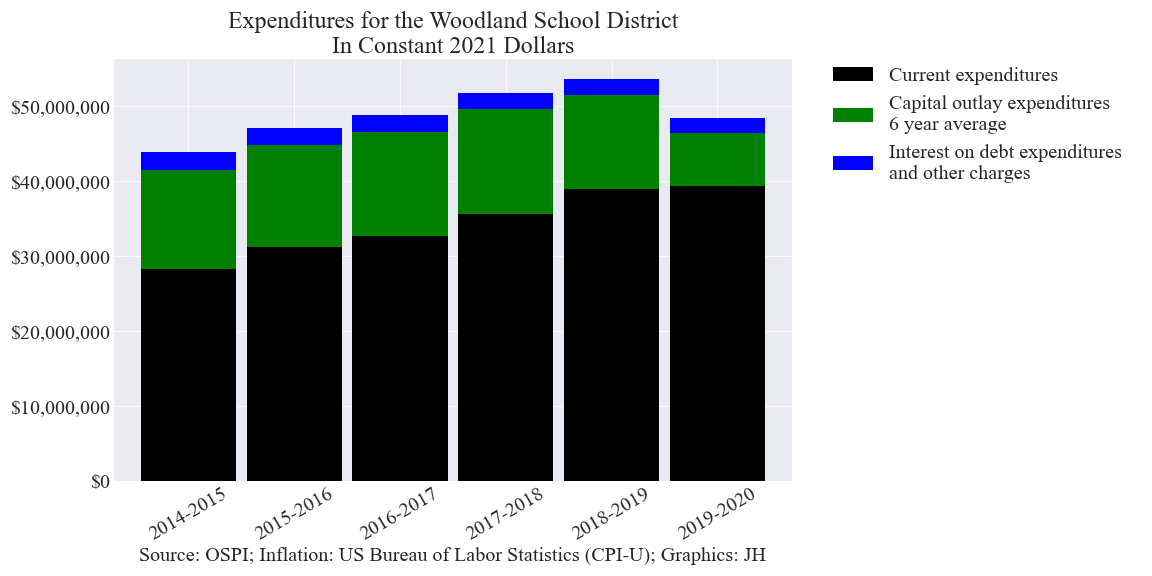 Expenditures for the Woodland School District
In Constant 2021 Dollars
Current expenditures
Capital outlay expenditures
6 year average
Interest on debt expenditures
and other charges
$50,000,000
$40,000,000
$30,000,000
$20,000,000
$10,000,000
$0
2014-2015
2015-2016
2016-2017
2017-2018
2018-2019
2019-2020
Source: OSPI; Inflation: US Bureau of Labor Statistics (CPI-U); Graphics: JH